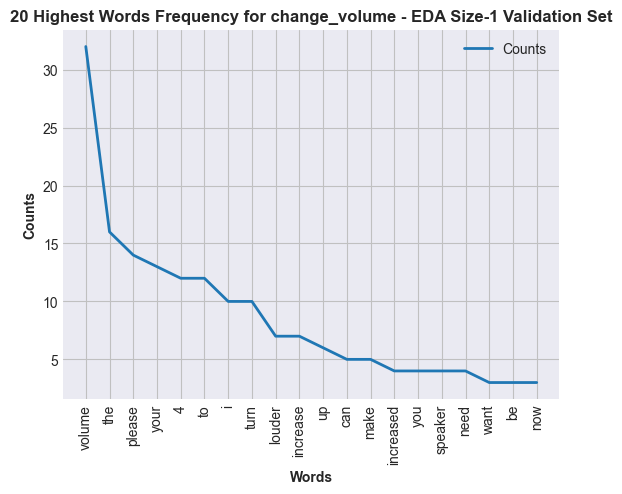 20 Highest Words Frequency for change_volume - EDA Size-1 Validation Set
Counts
30
25
20
15
10
5
Counts
volume
the
please
your
4
to
i
turn
louder
increase
up
can
make
increased
you
speaker
need
want
be
now
Words